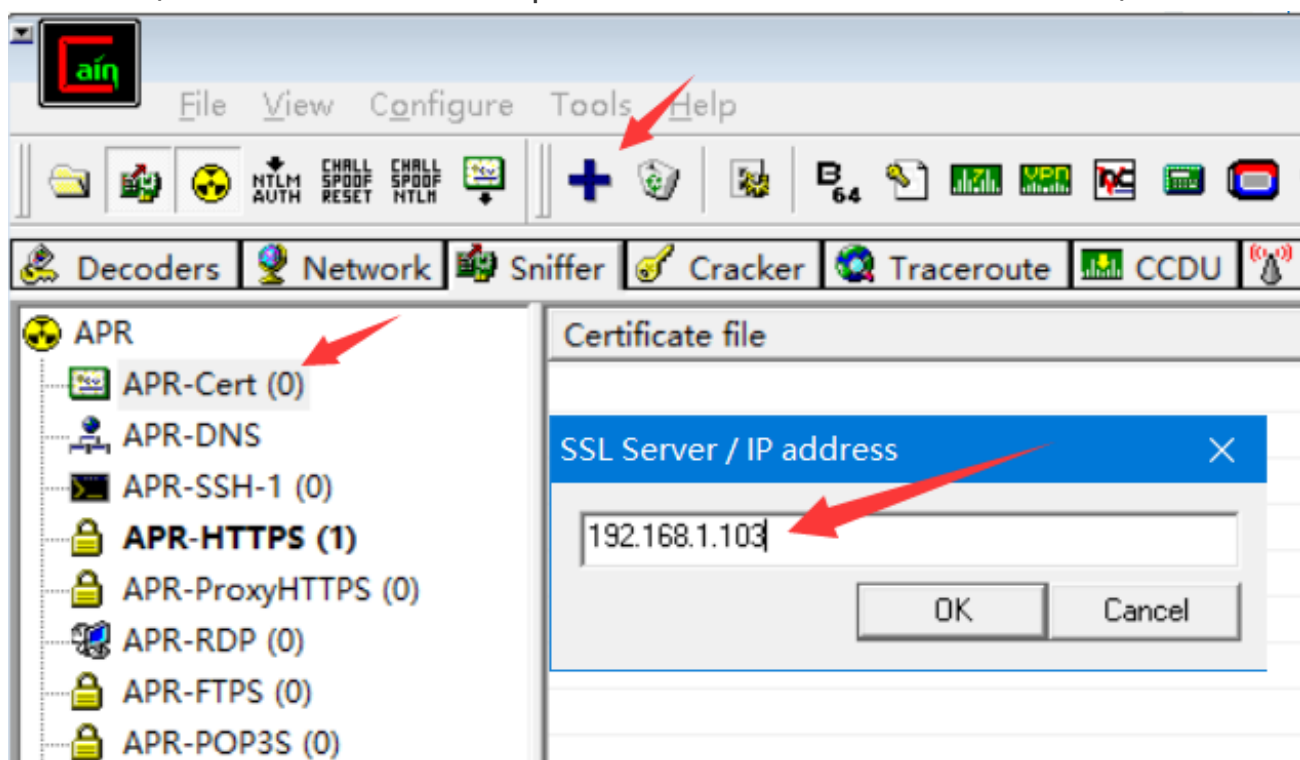 Cain
File View Configure Tools Help
NTLM AUTH CHALL SPOOF RESET CHALL SPOOF NTLM B 64 VPN
Decoders Network Sniffer Cracker Traceroute CCDU
APR
Certificate file
APR-Cert (0)
APR-DNS
SSL Server / IP address
APR-SSH-1 (0)
192.168.1.103
APR-HTTPS (1)
APR-ProxyHTTPS (0)
OK Cancel
APR-RDP (0)
APR-FTPS (0)
APR-POP3S (0)